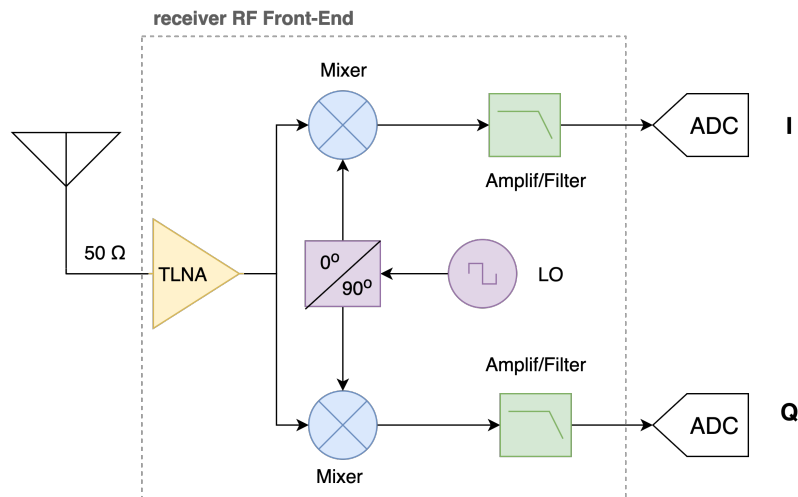 receiver RF Front-End
Mixer
ADC
I
Amplif/Filter
50 Ω
TLNA
0º
90º
LO
Amplif/Filter
ADC
Q
Mixer